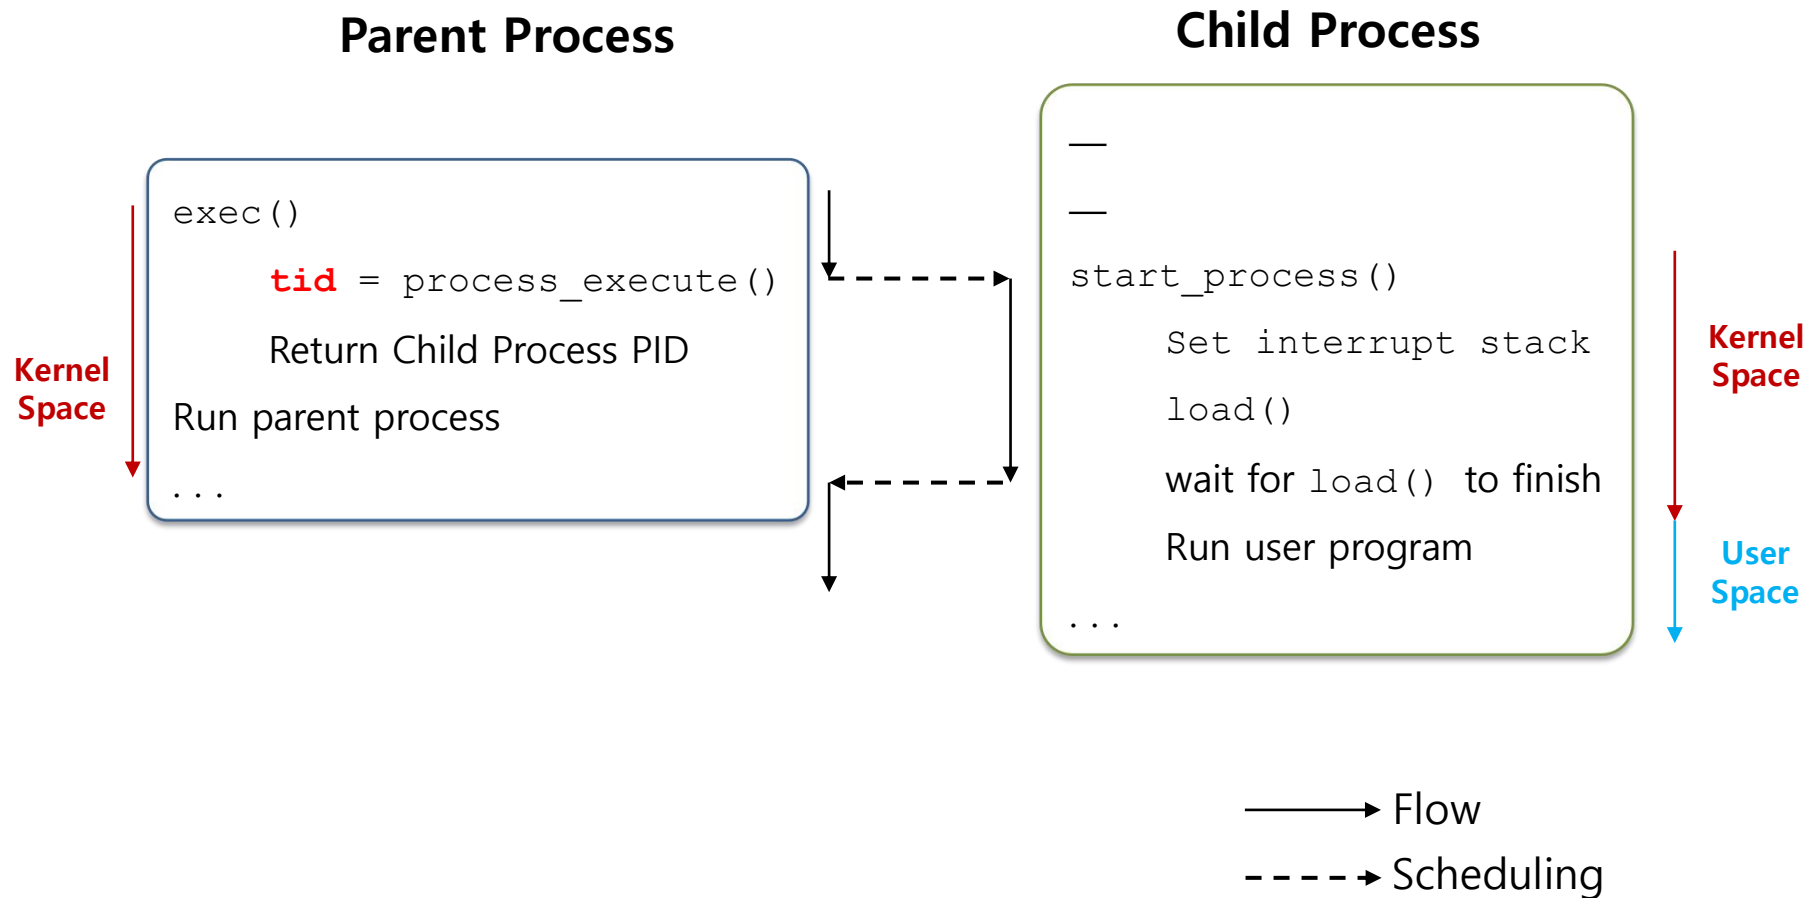 Parent Process
exec()
tid = process_execute()
Return Child Process PID
Run parent process
...
Kernel
Space
Child Process
—
—
start_process()
Set interrupt stack
load()
wait for load() to finish
Run user program
...
Kernel
Space
User
Space
Flow
Scheduling